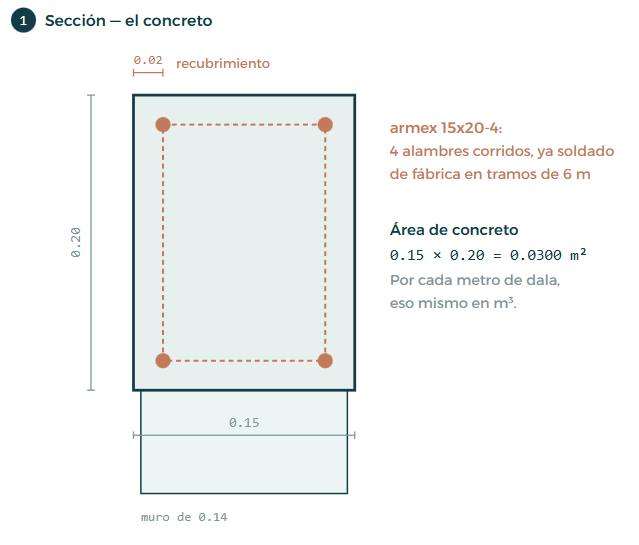 1 Sección — el concreto
0.02 recubrimiento
armex 15x20-4:
4 alambres corridos, ya soldado
de fábrica en tramos de 6 m
0.20
Área de concreto
0.15 × 0.20 = 0.0300 m²
Por cada metro de dala,
eso mismo en m³.
0.15
muro de 0.14